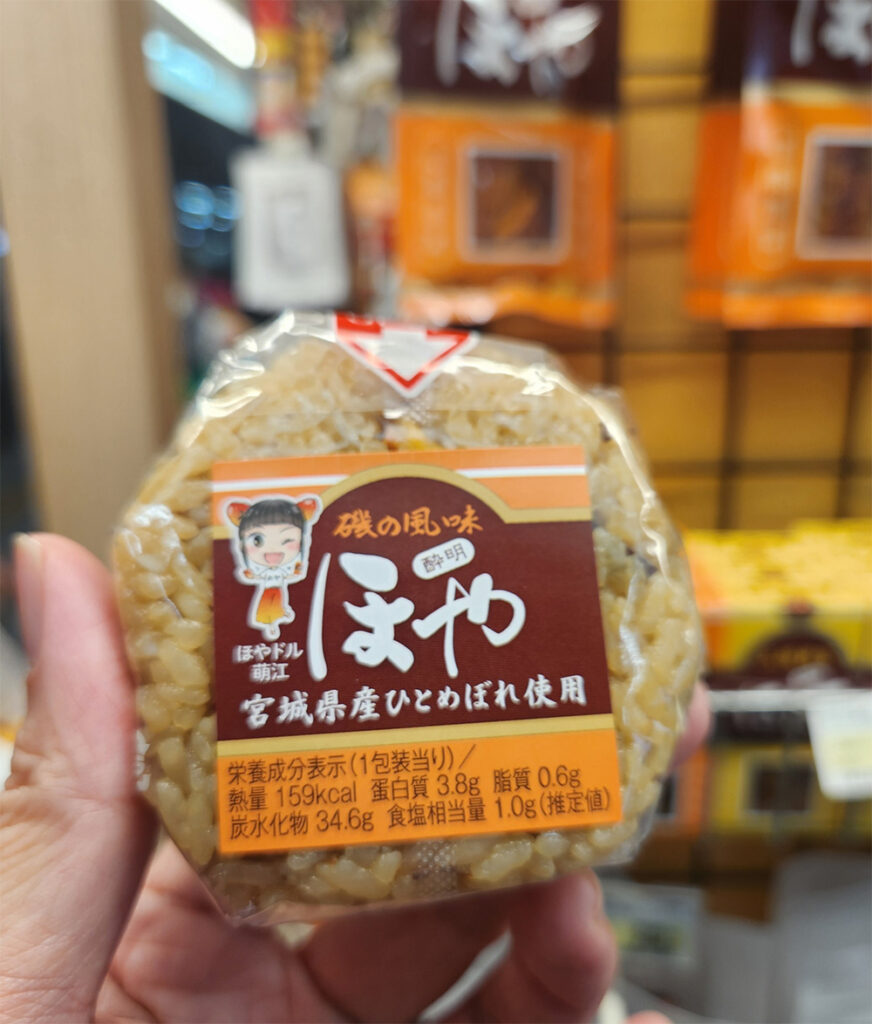 ほや
磯の風味
酔明
ほや
ほやドル
萌江
宮城県産ひとめぼれ使用
栄養成分表示(1包装当り)/
熱量 159kcal 蛋白質 3.8g 脂質 0.6g
炭水化物 34.6g 食塩相当量 1.0g(推定値)